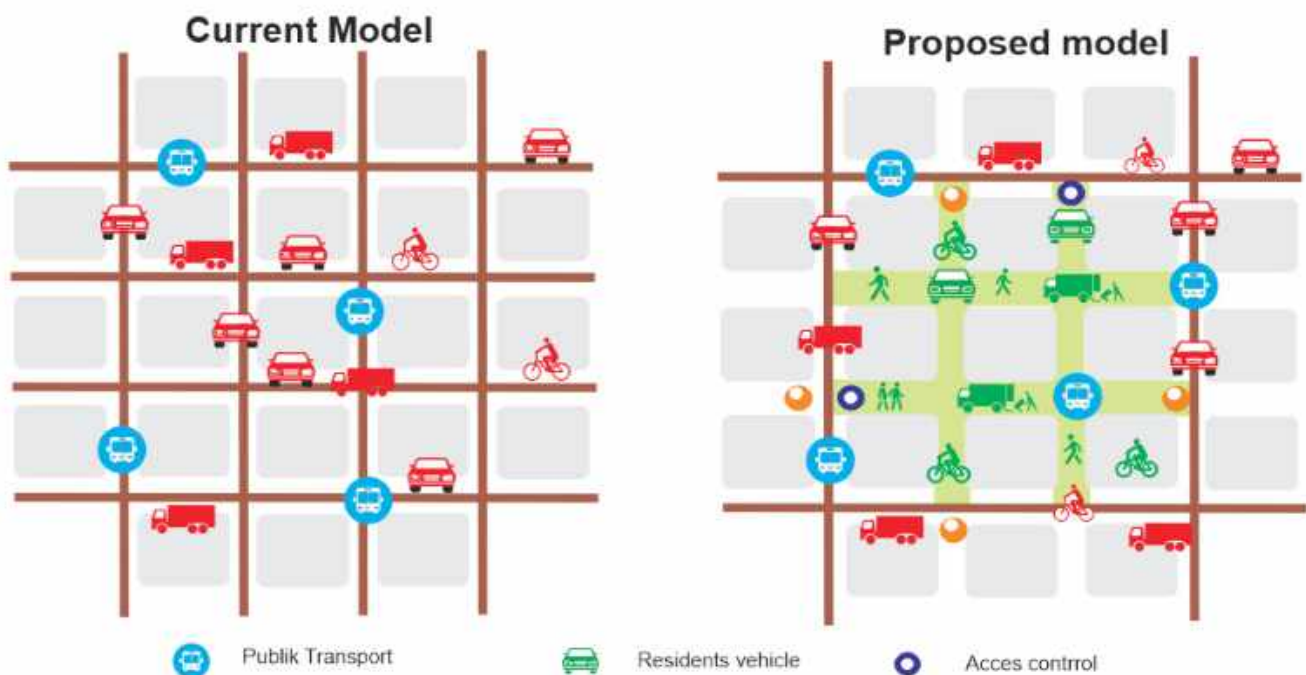 Current Model
Proposed model
Publik Transport
Residents vehicle
Acces contrrol